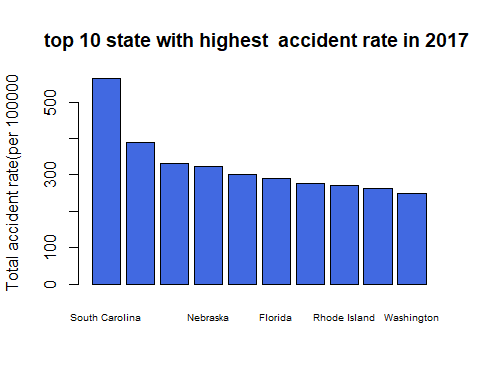 top 10 state with highest  accident rate in 2017
Total accident rate(per 100000
500
300
100
0
South Carolina
Nebraska
Florida
Rhode Island
Washington